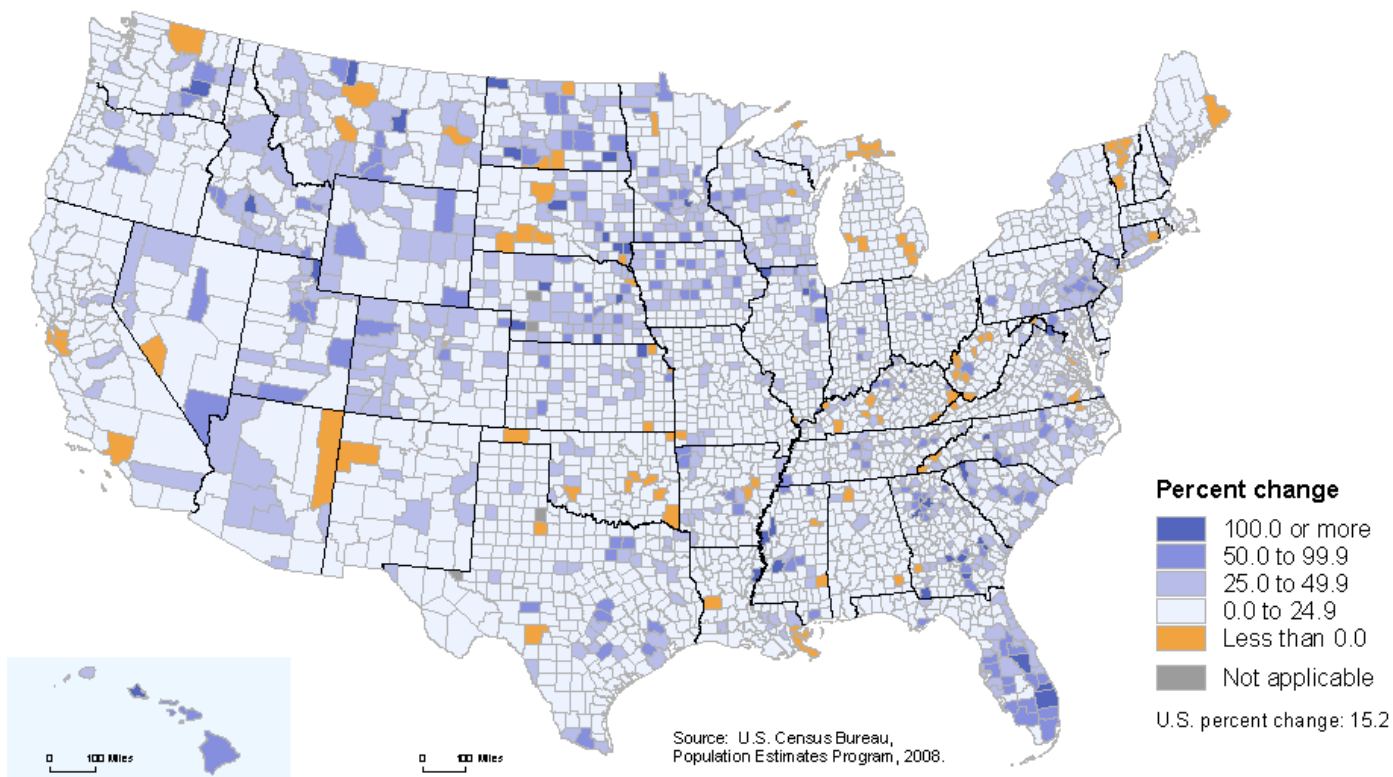 Percent change
100.0 or more
50.0 to 99.9
25.0 to 49.9
0.0 to 24.9
Less than 0.0
Not applicable
U.S. percent change: 15.2
Source: U.S. Census Bureau,
Population Estimates Program, 2008.
0 100 Miles
0 100 Miles